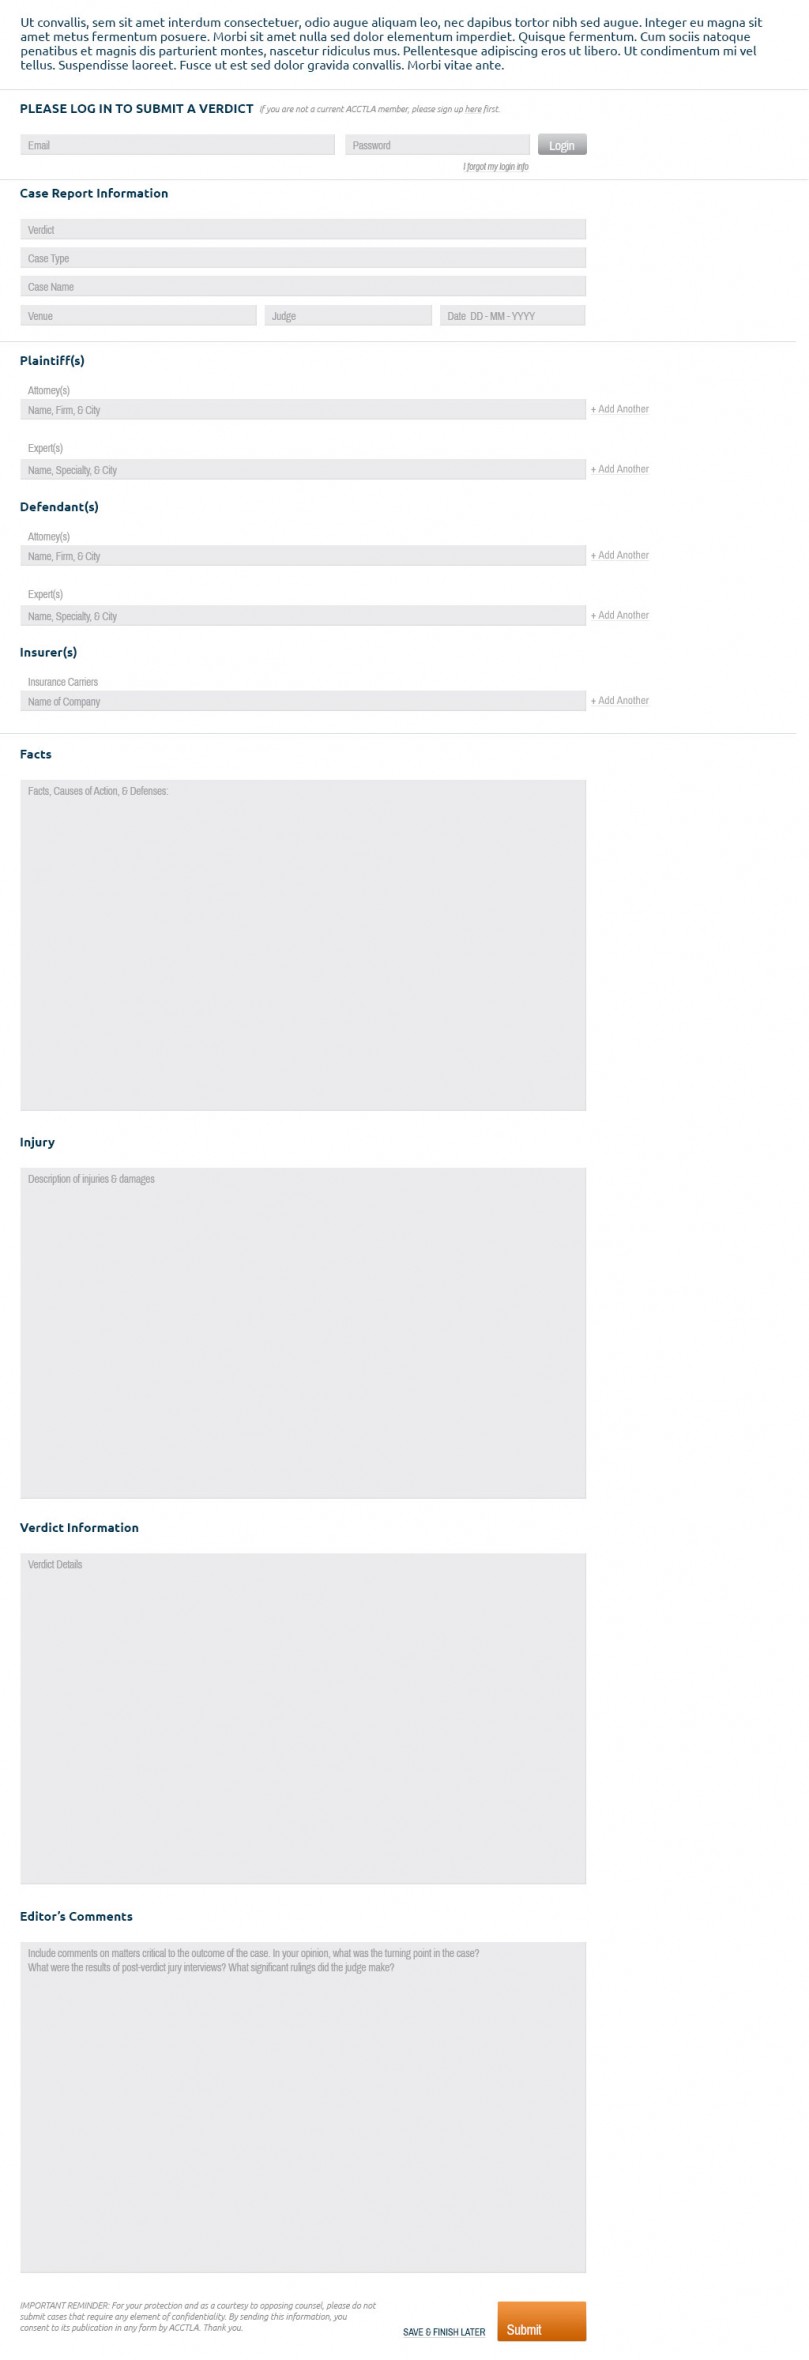 Ut convallis, sem sit amet interdum consectetuer, odio augue aliquam leo, nec dapibus tortor nibh sed augue. Integer eu magna sit
amet metus fermentum posuere. Morbi sit amet nulla sed dolor elementum imperdiet. Quisque fermentum. Cum sociis natoque
penatibus et magnis dis parturient montes, nascetur ridiculus mus. Pellentesque adipiscing eros ut libero. Ut condimentum mi vel
tellus. Suspendisse laoreet. Fusce ut est sed dolor gravida convallis. Morbi vitae ante.
PLEASE LOG IN TO SUBMIT A VERDICT If you are not a current ACCTLA member, please sign up here first.
Email Password Login
I forgot my login info
Case Report Information
Verdict
Case Type
Case Name
Venue Judge Date DD - MM - YYYY
Plaintiff(s)
Attorney(s)
Name, Firm, & City + Add Another
Expert(s)
Name, Specialty, & City + Add Another
Defendant(s)
Attorney(s)
Name, Firm, & City + Add Another
Expert(s)
Name, Specialty, & City + Add Another
Insurer(s)
Insurance Carriers
Name of Company + Add Another
Facts
Facts, Causes of Action, & Defenses:
Injury
Description of injuries & damages
Verdict Information
Verdict Details
Editor's Comments
Include comments on matters critical to the outcome of the case. In your opinion, what was the turning point in the case?
What were the results of post-verdict jury interviews? What significant rulings did the judge make?
IMPORTANT REMINDER: For your protection and as a courtesy to opposing counsel, please do not
submit cases that require any element of confidentiality. By sending this information, you
consent to its publication in any form by ACCTLA. Thank you.
SAVE & FINISH LATER Submit